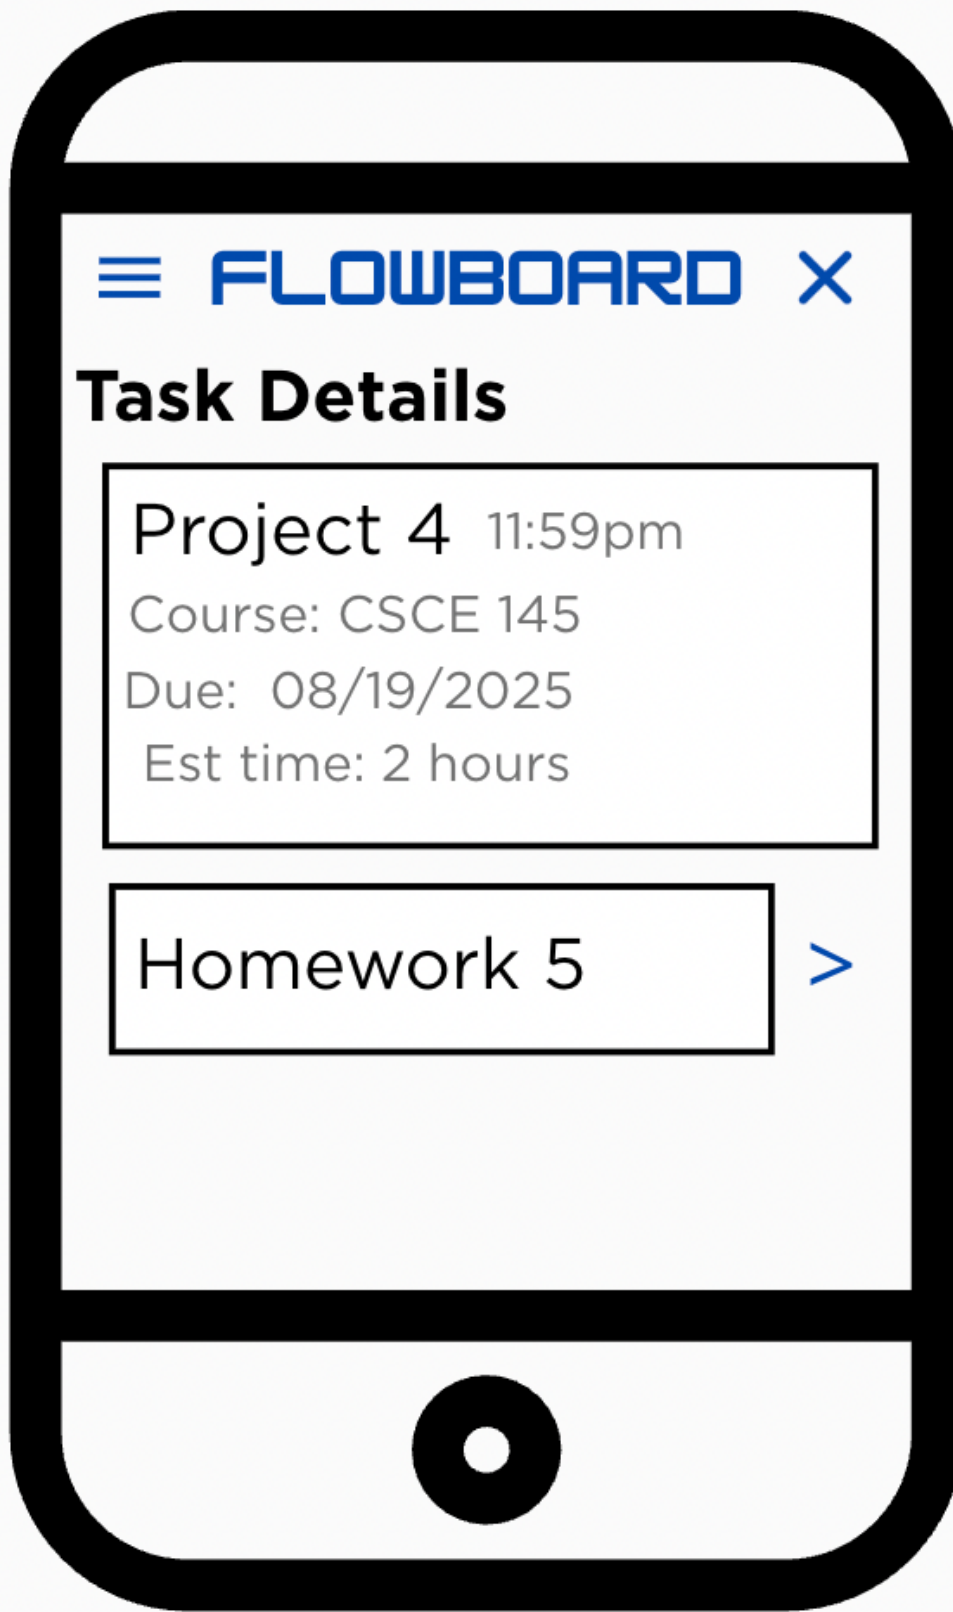 FLOWBOARD
Task Details
Project 4 11:59pm
Course: CSCE 145
Due: 08/19/2025
Est time: 2 hours
Homework 5 >